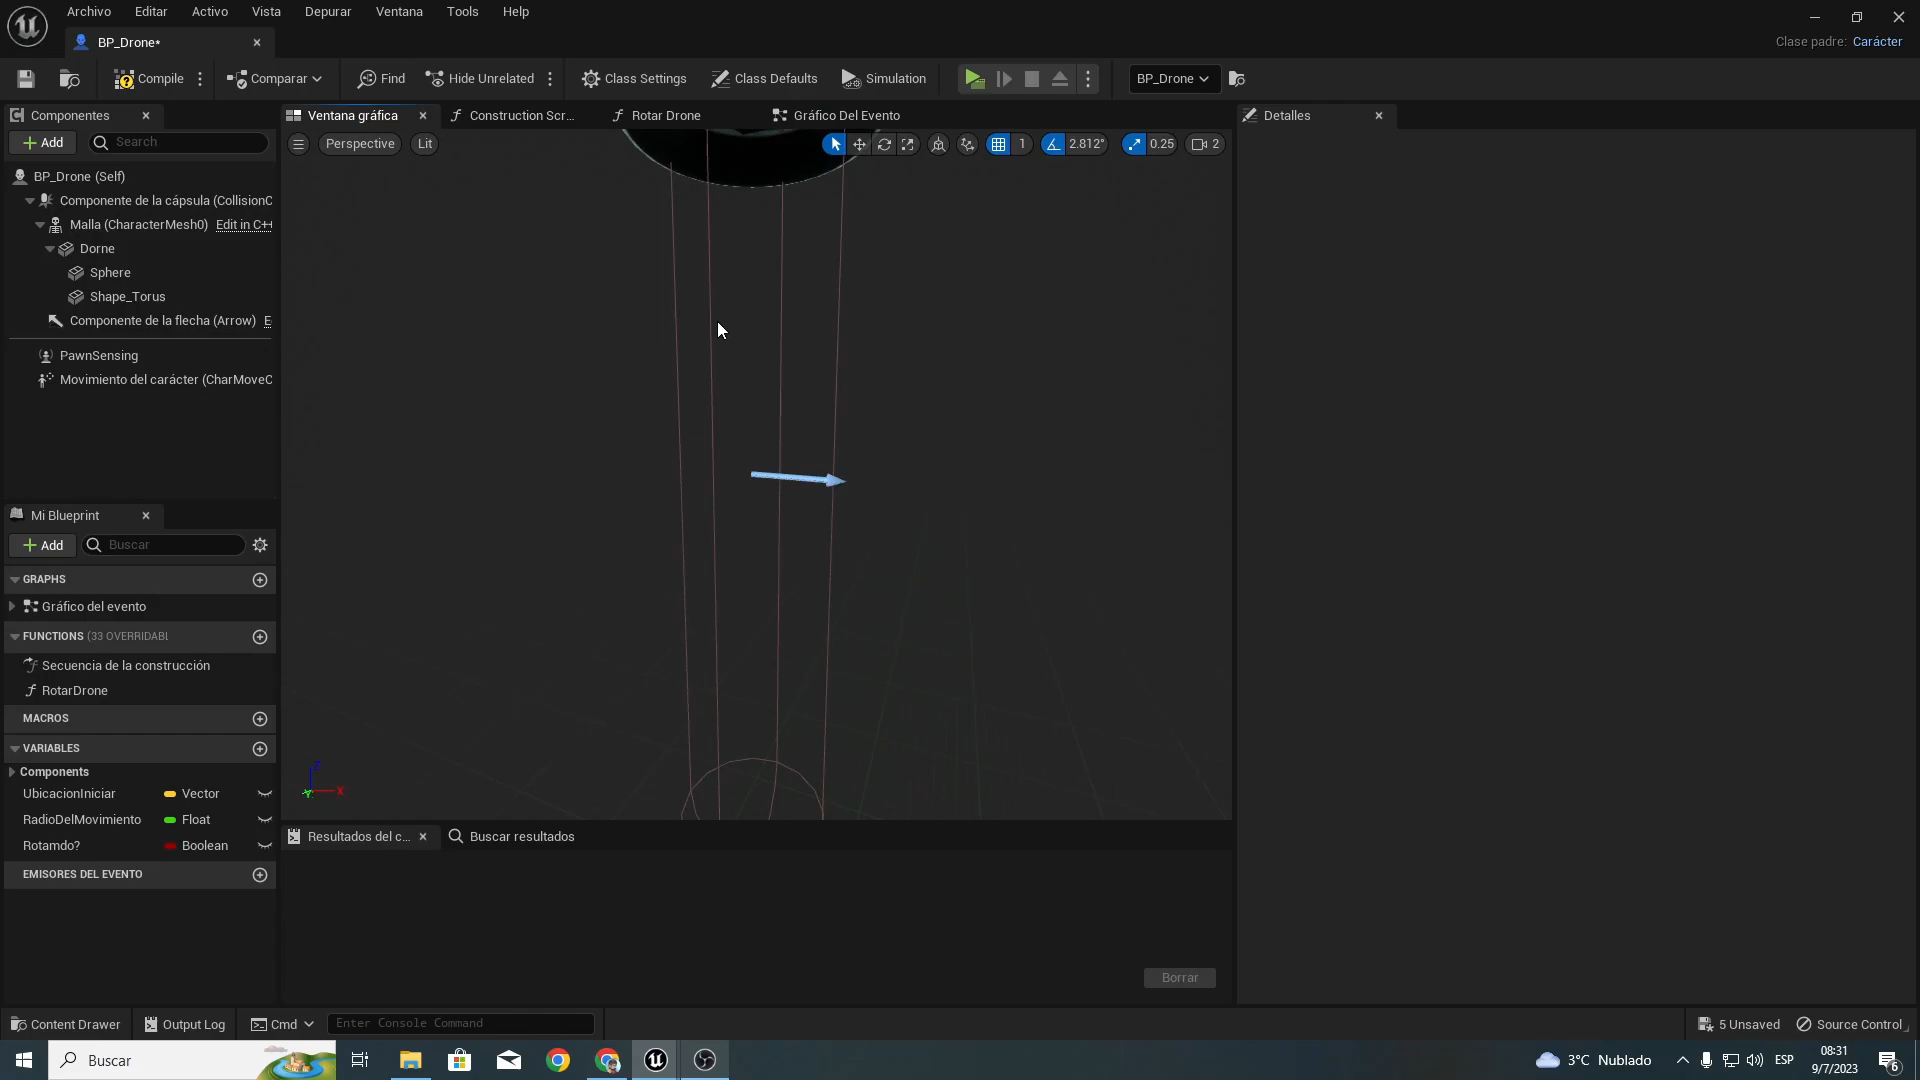 Archivo Editar Activo Vista Depurar Ventana Tools Help
BP_Drone*
Clase padre: Carácter
Compile Comparar Find Hide Unrelated Class Settings Class Defaults Simulation BP_Drone
Componentes
Add Search
BP_Drone (Self)
Componente de la cápsula (CollisionC
Malla (CharacterMesh0) Edit in C++
Dorne
Sphere
Shape_Torus
Componente de la flecha (Arrow) E
PawnSensing
Movimiento del carácter (CharMoveC
Mi Blueprint
Add Buscar
GRAPHS
Gráfico del evento
FUNCTIONS (33 OVERRIDABL
Secuencia de la construcción
RotarDrone
MACROS
VARIABLES
Components
UbicacionIniciar Vector
RadioDelMovimiento Float
Rotamdo? Boolean
EMISORES DEL EVENTO
Ventana gráfica Construction Scr... Rotar Drone Gráfico Del Evento
Perspective Lit 1 2.812° 0.25 2
Z
X
Y
Resultados del c... Buscar resultados
Borrar
Detalles
Content Drawer Output Log Cmd Enter Console Command 5 Unsaved Source Control
Buscar
3°C Nublado ESP
08:31
9/7/2023
6